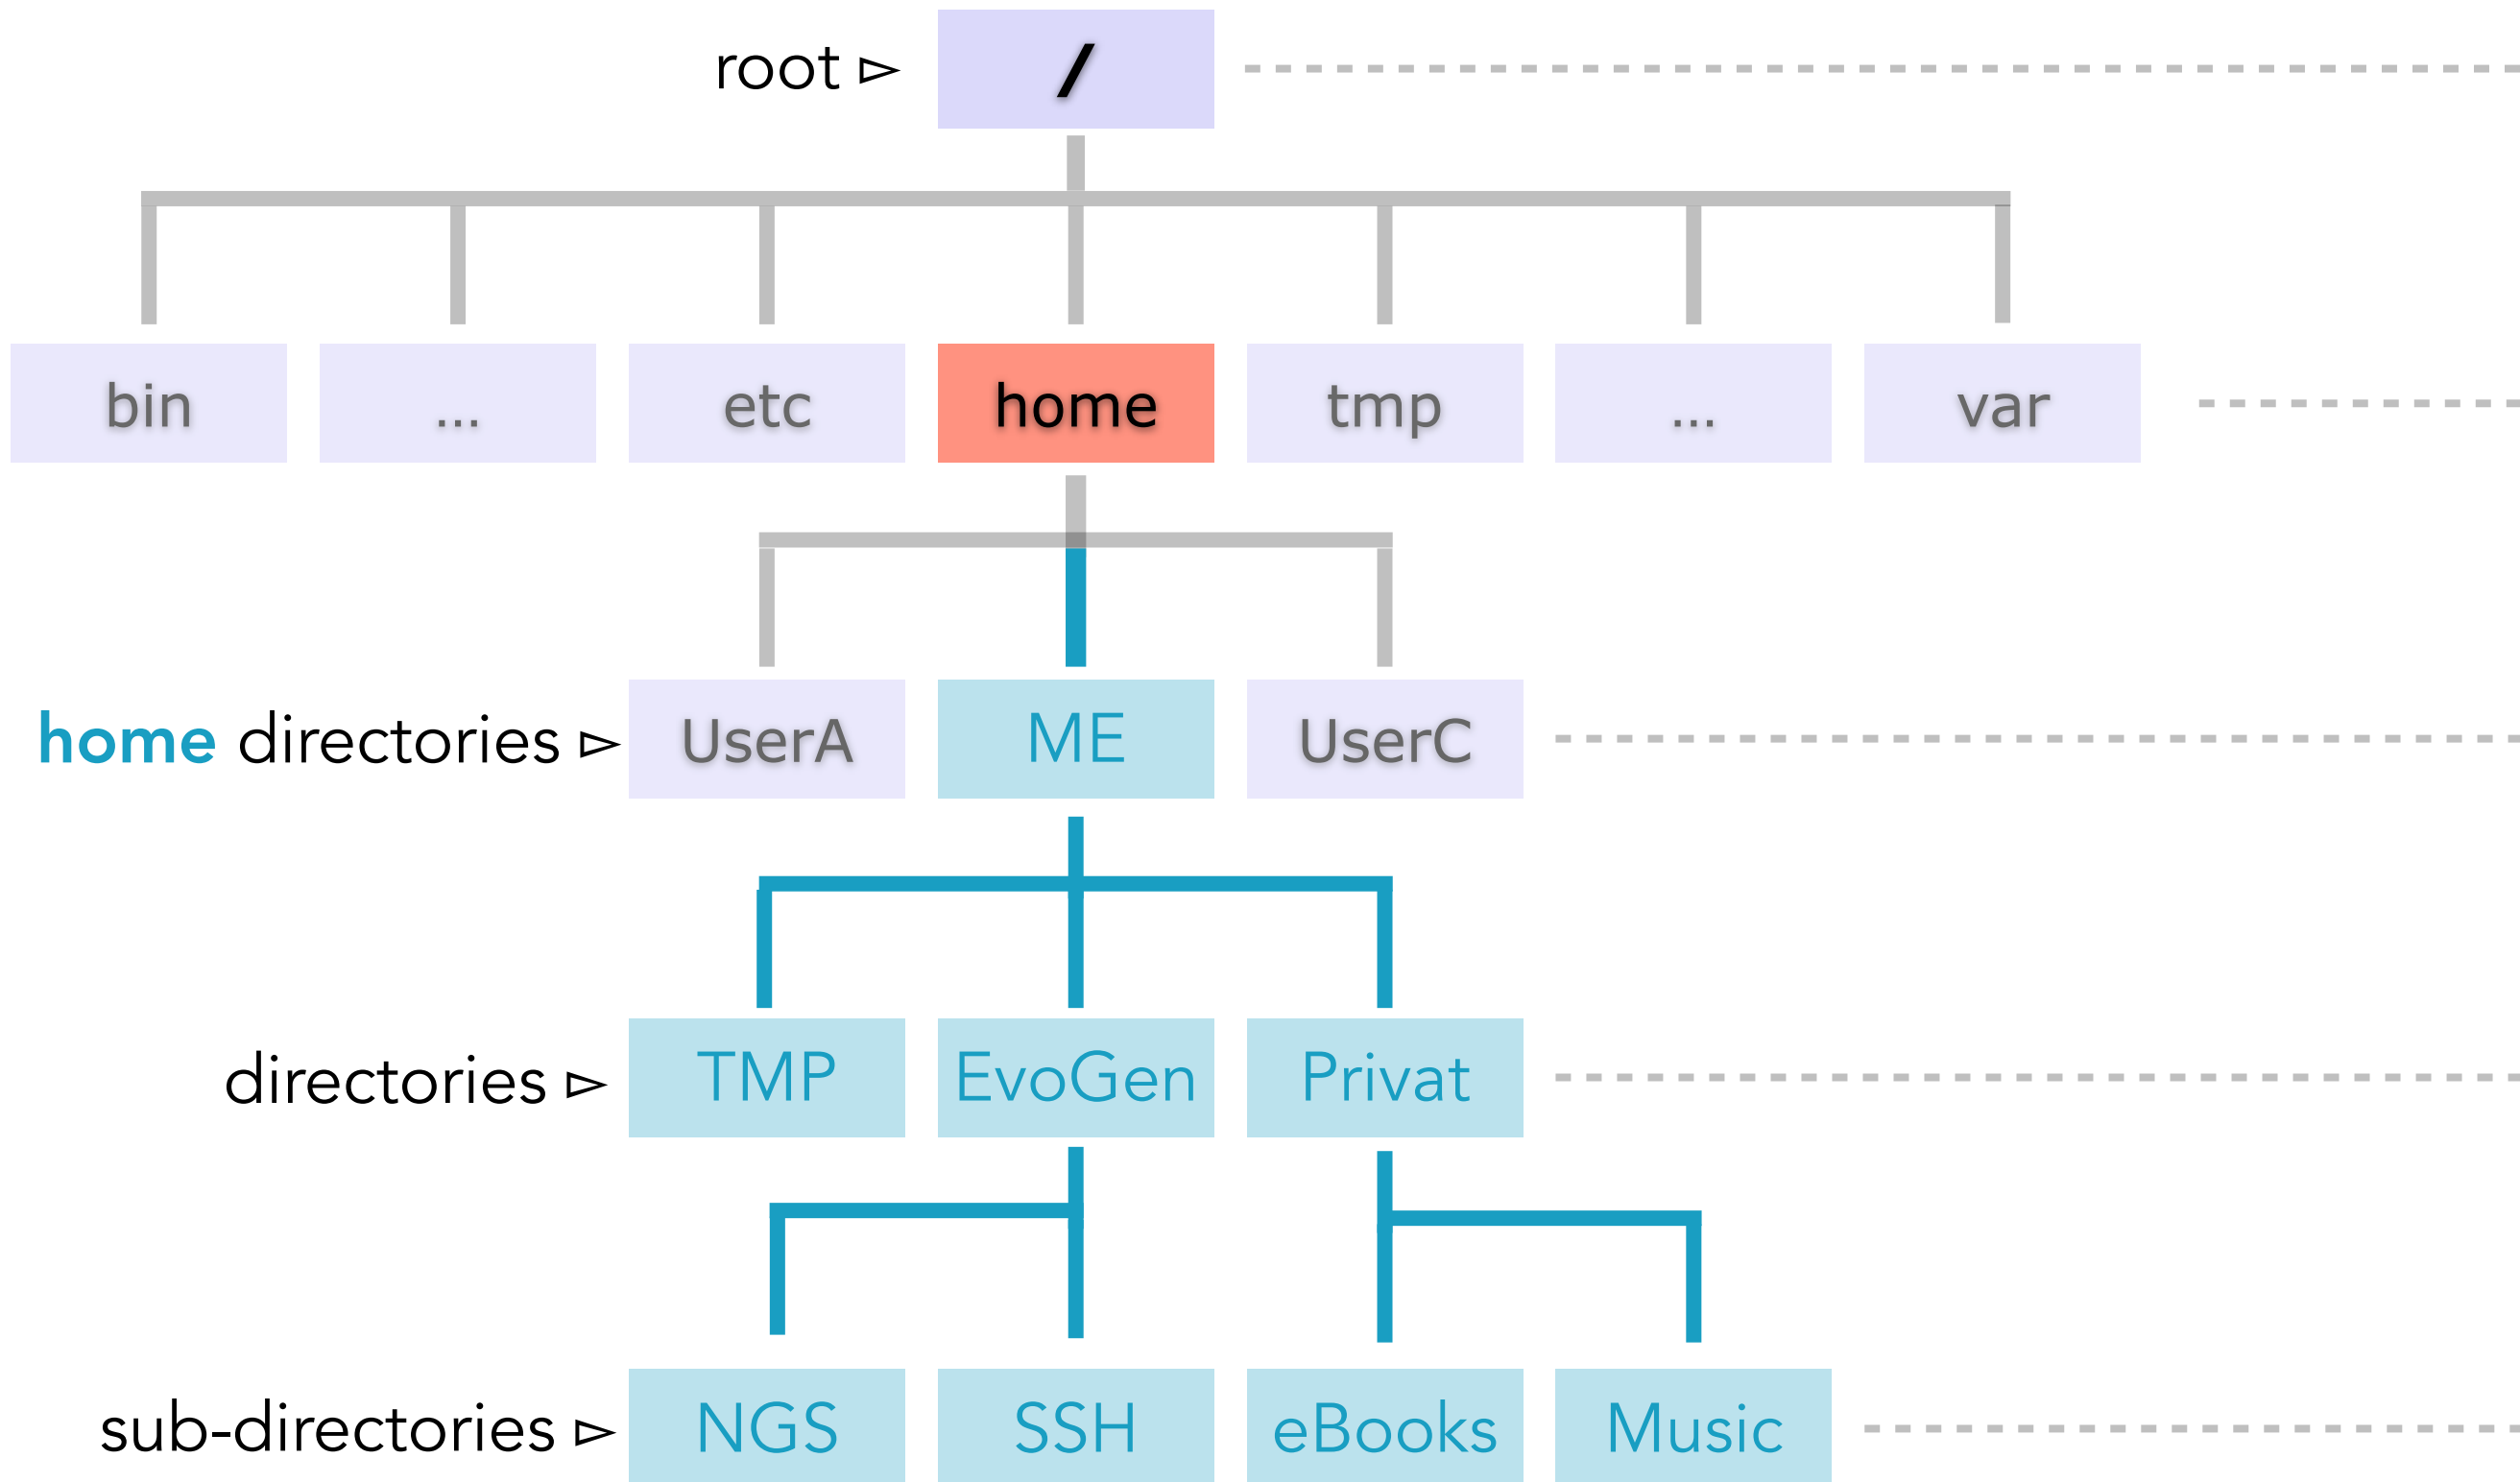 root ▻ /
bin ... etc home tmp ... var
home directories ▻ UserA ME UserC
directories ▻ TMP EvoGen Privat
sub-directories ▻ NGS SSH eBooks Music